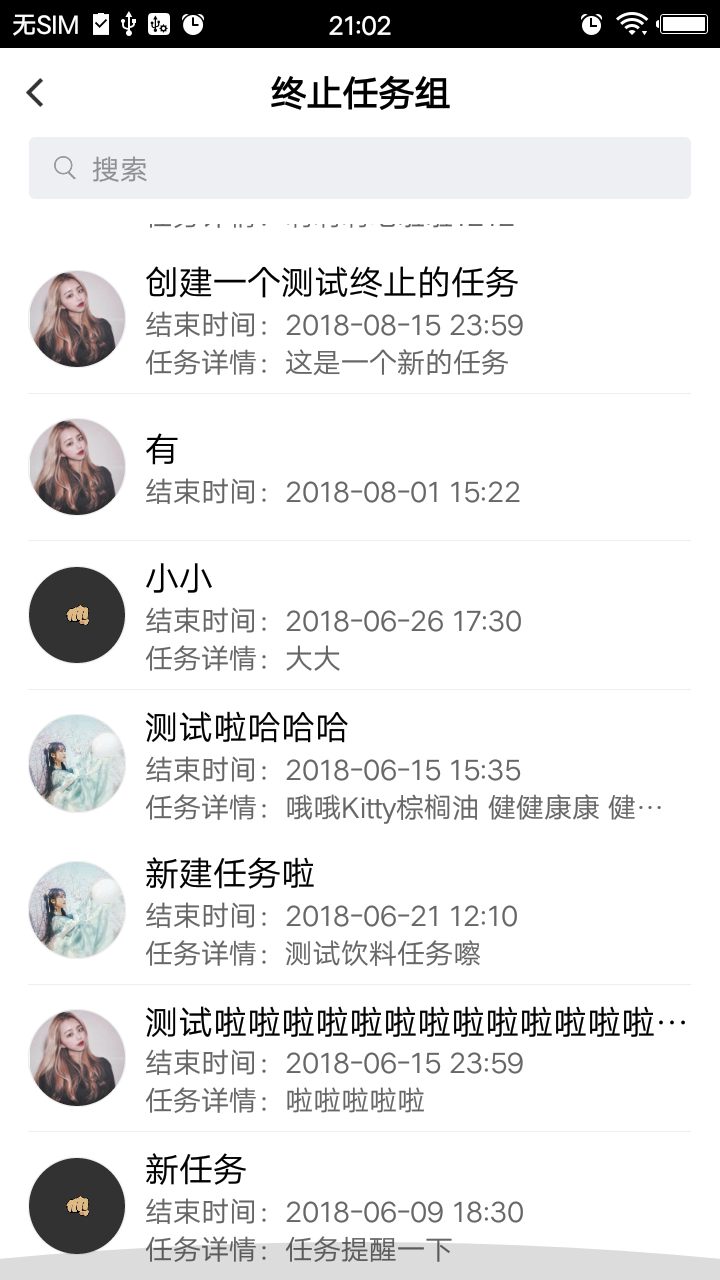 无SIM
21:02
终止任务组
搜索
创建一个测试终止的任务
结束时间：2018-08-15 23:59
任务详情：这是一个新的任务
有
结束时间：2018-08-01 15:22
小小
结束时间：2018-06-26 17:30
任务详情：大大
测试啦哈哈哈
结束时间：2018-06-15 15:35
任务详情：哦哦Kitty棕榈油 健健康康 健…
新建任务啦
结束时间：2018-06-21 12:10
任务详情：测试饮料任务嚓
测试啦啦啦啦啦啦啦啦啦啦啦啦啦…
结束时间：2018-06-15 23:59
任务详情：啦啦啦啦啦
新任务
结束时间：2018-06-09 18:30
任务详情：任务提醒一下